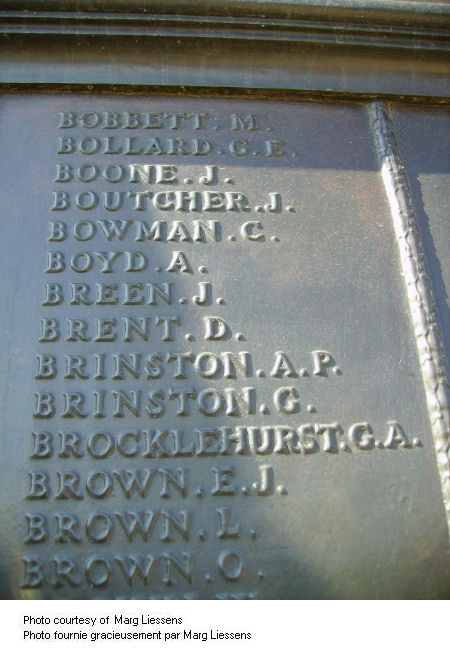 BOBBETT. M.
BOLLARD. C. E.
BOONE. J.
BOUTCHER. J.
BOWMAN. C.
BOYD. A.
BREEN. J.
BRENT. D.
BRINSTON. A. P.
BRINSTON. G.
BROCKLEHURST. G. A.
BROWN. E. J.
BROWN. L.
BROWN. O.
Photo courtesy of Marg Liessens
Photo fournie gracieusement par Marg Liessens